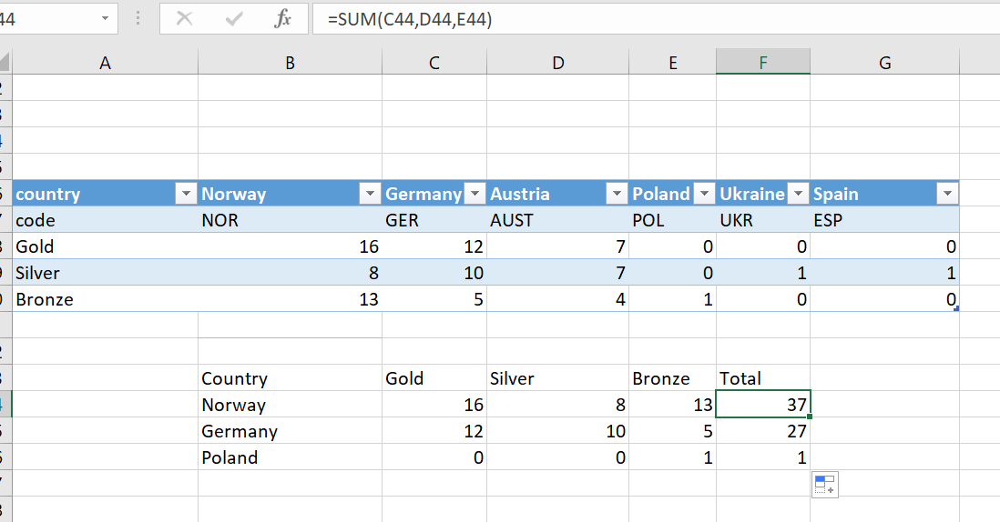 44 fx =SUM(C44,D44,E44)
A B C D E F G
country Norway Germany Austria Poland Ukraine Spain
code NOR GER AUST POL UKR ESP
Gold 16 12 7 0 0 0
Silver 8 10 7 0 1 1
Bronze 13 5 4 1 0 0
Country Gold Silver Bronze Total
Norway 16 8 13 37
Germany 12 10 5 27
Poland 0 0 1 1